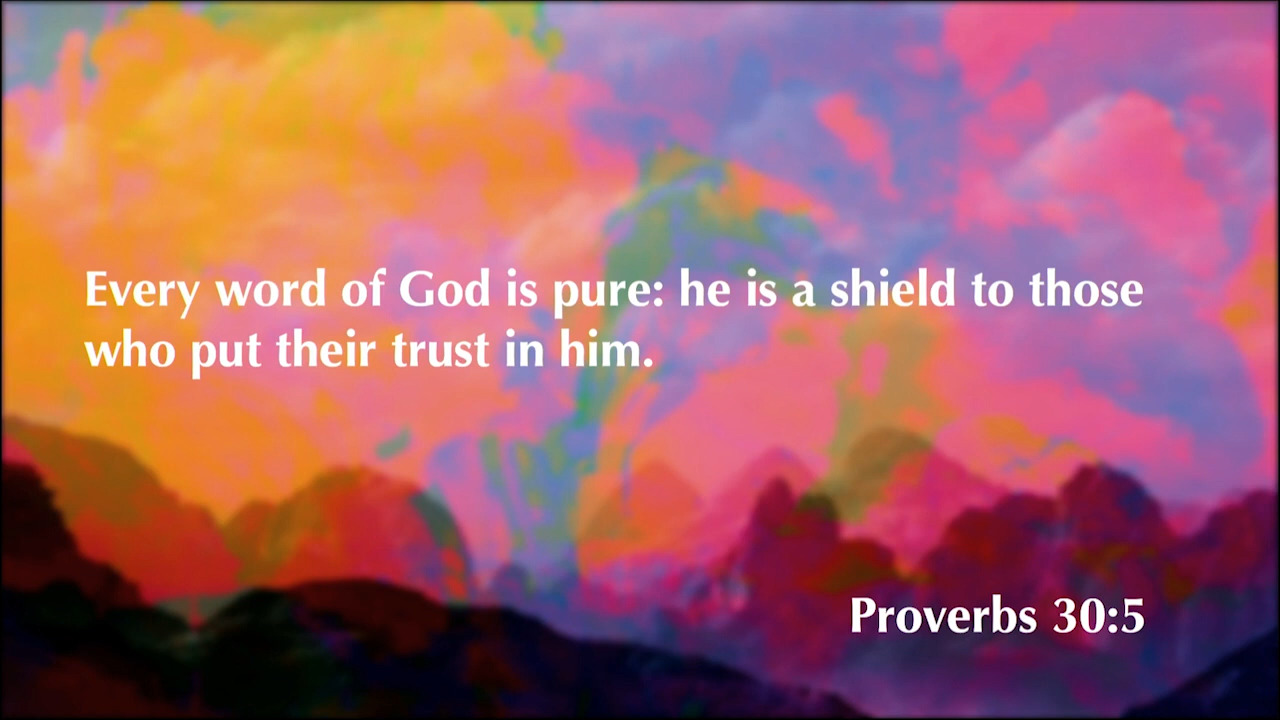 Every word of God is pure: he is a shield to those
who put their trust in him.
Proverbs 30:5